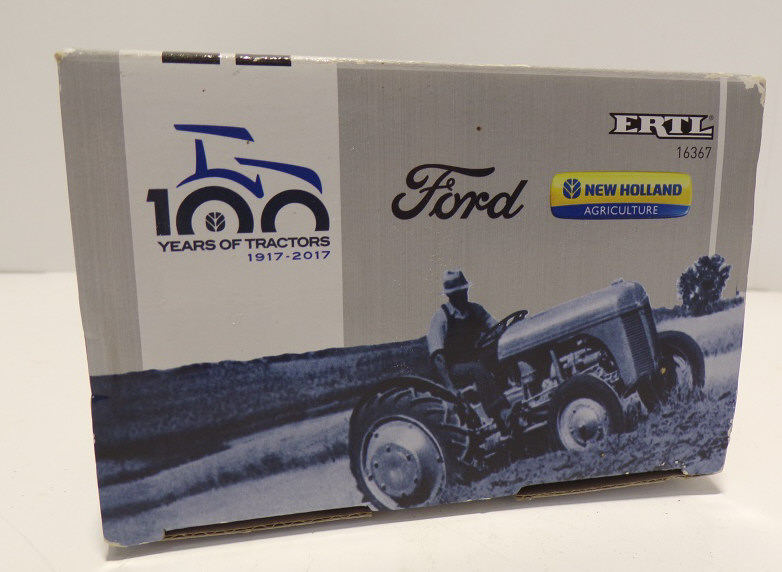 100
YEARS OF TRACTORS
1917-2017
Ford
NEW HOLLAND
AGRICULTURE
ERTL
16367